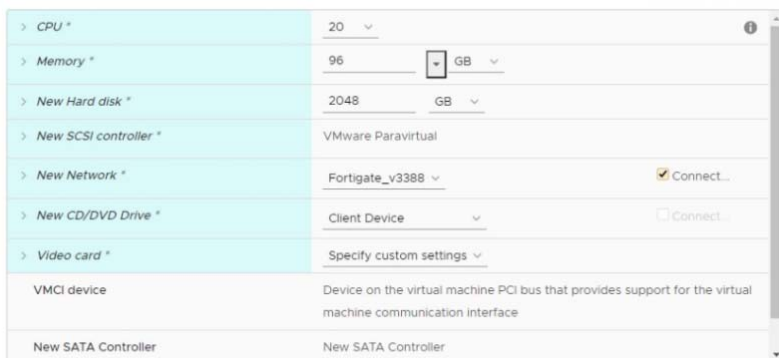 > CPU * 20
> Memory * 96 GB
> New Hard disk * 2048 GB
> New SCSI controller * VMware Paravirtual
> New Network * Fortigate_v3388 Connect...
> New CD/DVD Drive * Client Device Connect...
> Video card * Specify custom settings
VMCI device Device on the virtual machine PCI bus that provides support for the virtual
machine communication interface
New SATA Controller New SATA Controller